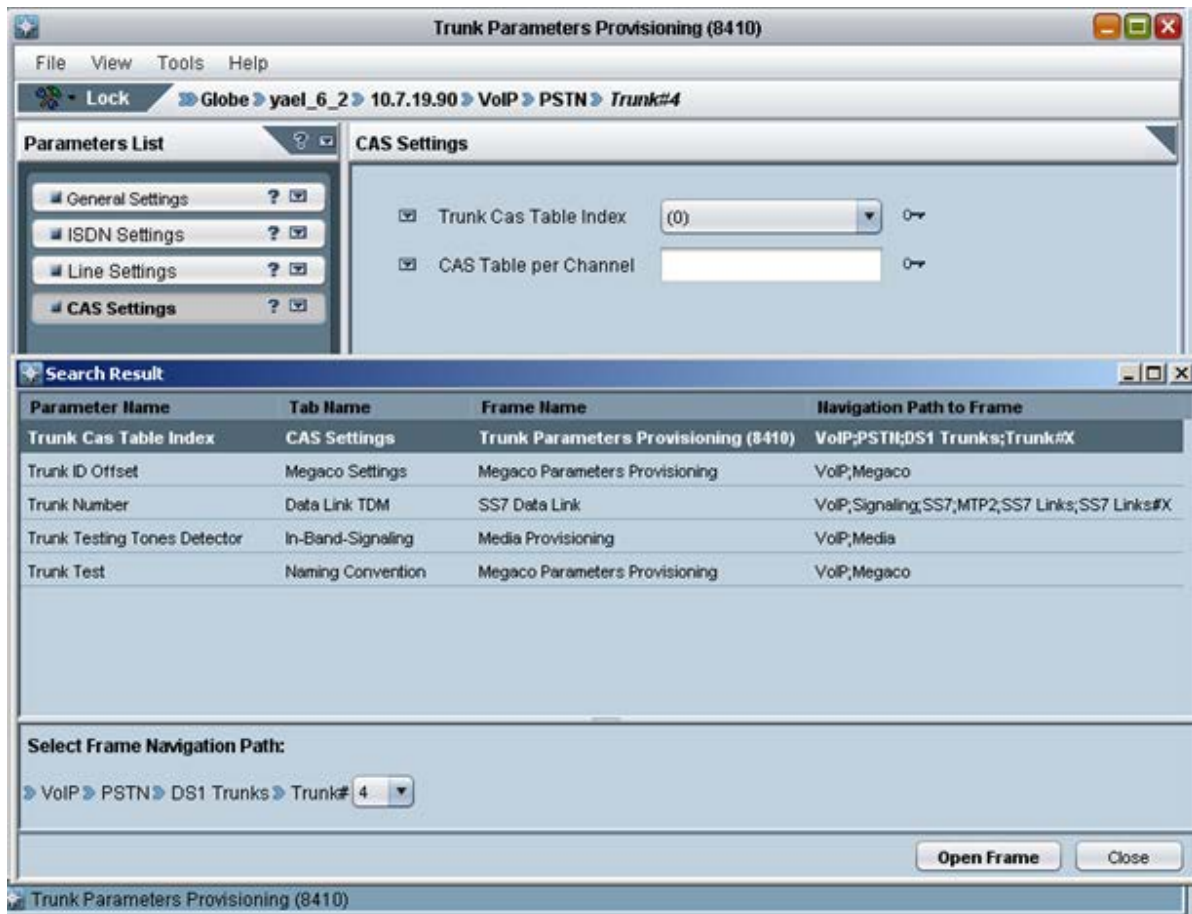 Trunk Parameters Provisioning (8410)
File View Tools Help
Lock Globe yael_6_2 10.7.19.90 VoIP PSTN Trunk#4
Parameters List ?
CAS Settings
General Settings ?
ISDN Settings ?
Line Settings ?
CAS Settings ?
Trunk Cas Table Index (0)
CAS Table per Channel
Search Result
Parameter Name Tab Name Frame Name Navigation Path to Frame
Trunk Cas Table Index CAS Settings Trunk Parameters Provisioning (8410) VoIP;PSTN;DS1 Trunks;Trunk#X
Trunk ID Offset Megaco Settings Megaco Parameters Provisioning VoIP;Megaco
Trunk Number Data Link TDM SS7 Data Link VoIP;Signaling;SS7;MTP2;SS7 Links;SS7 Links#X
Trunk Testing Tones Detector In-Band-Signaling Media Provisioning VoIP;Media
Trunk Test Naming Convention Megaco Parameters Provisioning VoIP;Megaco
Select Frame Navigation Path:
VoIP PSTN DS1 Trunks Trunk# 4
Open Frame Close
Trunk Parameters Provisioning (8410)